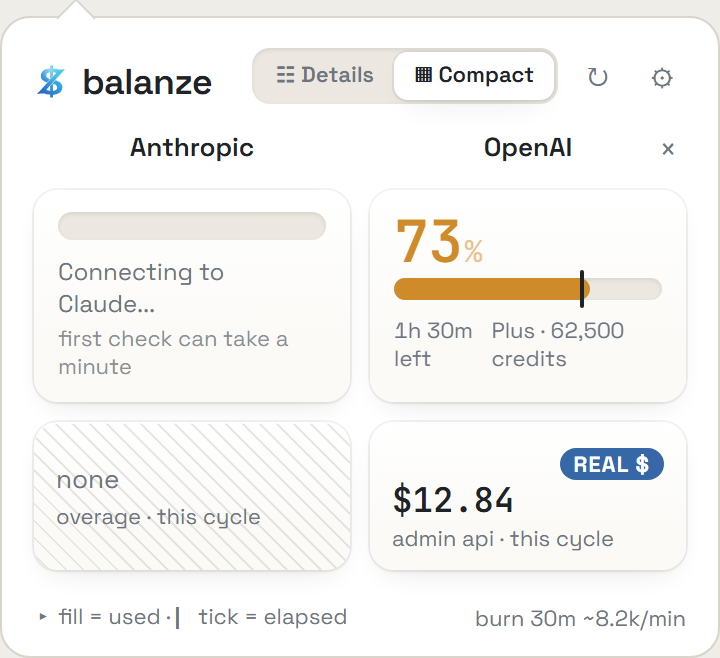 balanze
Details
Compact
Anthropic
OpenAI
×
Connecting to
Claude...
first check can take a
minute
73%
1h 30m
left
Plus · 62,500
credits
none
overage · this cycle
REAL $
$12.84
admin api · this cycle
▸ fill = used · | tick = elapsed
burn 30m ~8.2k/min